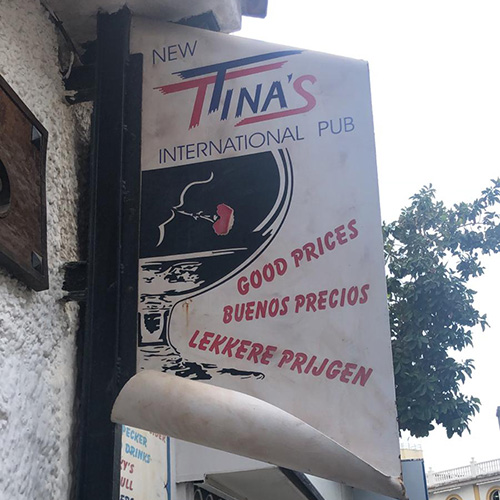 NEW
TINA'S
INTERNATIONAL PUB
GOOD PRICES
BUENOS PRECIOS
LEKKERE PRIJGEN
DRINKS